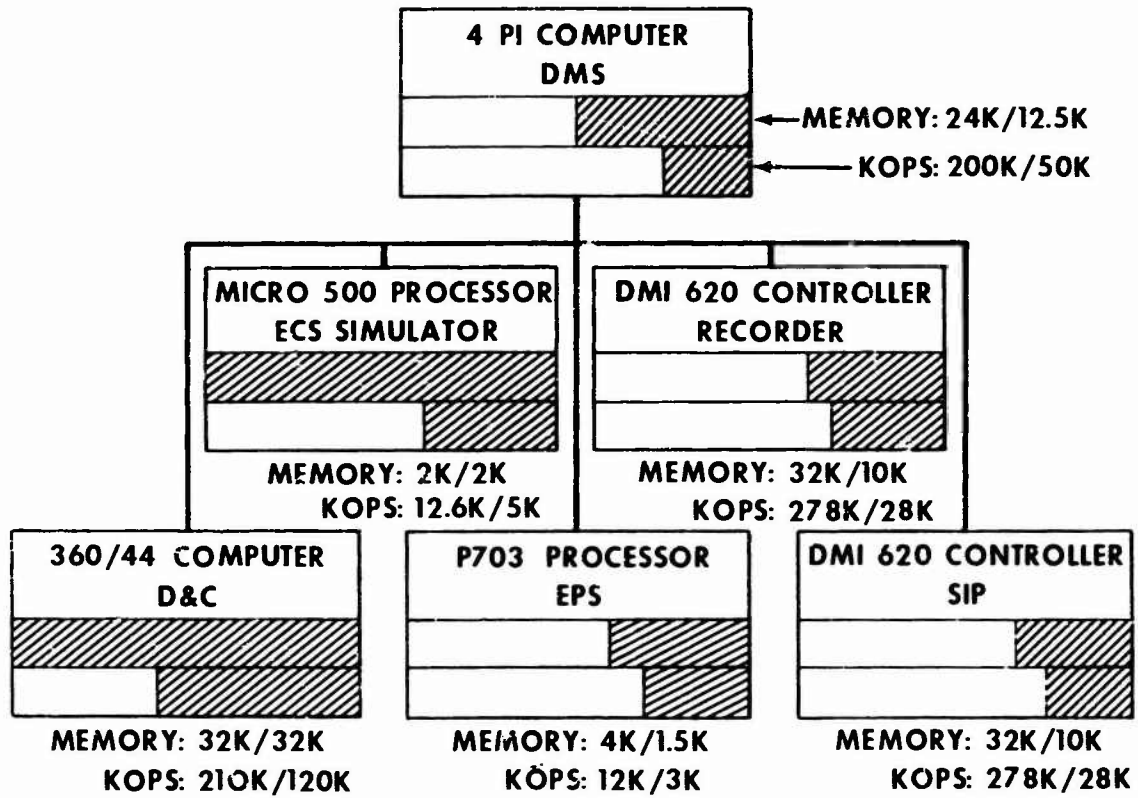 4 PI COMPUTER
DMS
MEMORY: 24K/12.5K
KOPS: 200K/50K
MICRO 500 PROCESSOR
ECS SIMULATOR
MEMORY: 2K/2K
KOPS: 12.6K/5K
DMI 620 CONTROLLER
RECORDER
MEMORY: 32K/10K
KOPS: 278K/28K
360/44 COMPUTER
D&C
MEMORY: 32K/32K
KOPS: 210K/120K
P703 PROCESSOR
EPS
MEMORY: 4K/1.5K
KOPS: 12K/3K
DMI 620 CONTROLLER
SIP
MEMORY: 32K/10K
KOPS: 278K/28K